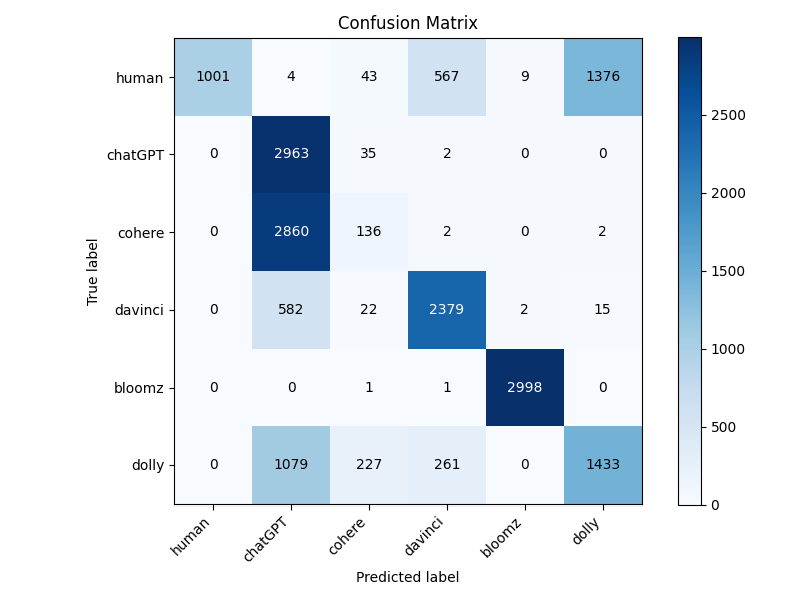 Confusion Matrix
human 1001 4 43 567 9 1376
chatGPT 0 2963 35 2 0 0
cohere 0 2860 136 2 0 2
davinci 0 582 22 2379 2 15
bloomz 0 0 1 1 2998 0
dolly 0 1079 227 261 0 1433
human chatGPT cohere davinci bloomz dolly
Predicted label
True label
2500
2000
1500
1000
500
0